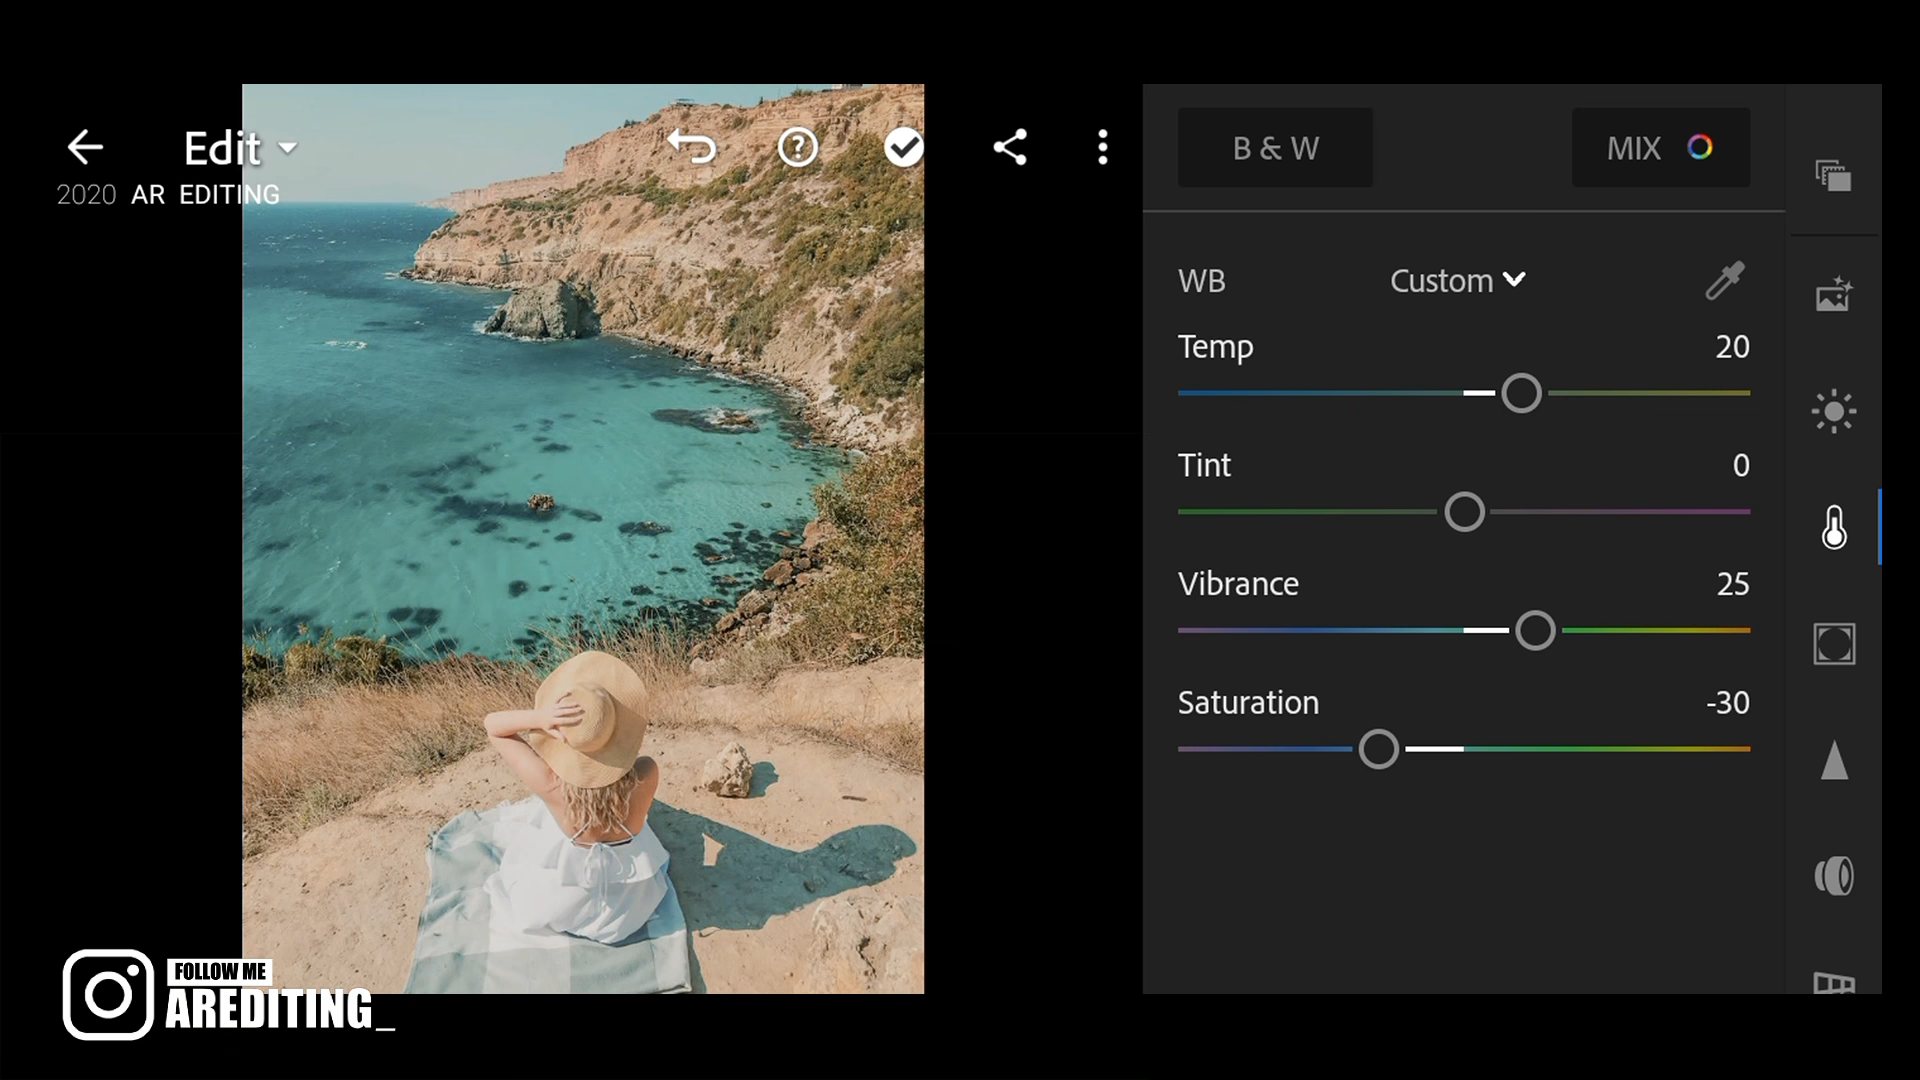 Edit
2020 AR EDITING
B & W
MIX
WB
Custom
Temp
20
Tint
0
Vibrance
25
Saturation
-30
FOLLOW ME
AREDITING_